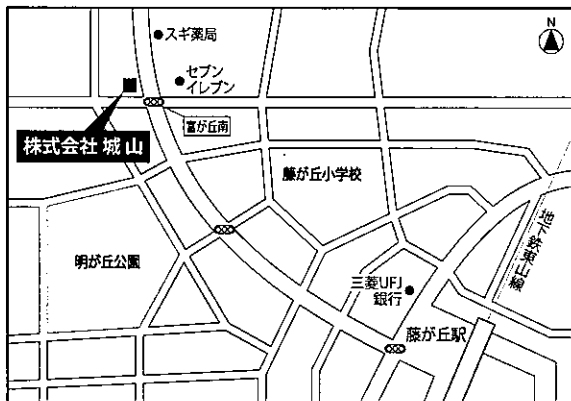 スギ薬局
N
セブン
イレブン
富が丘南
株式会社 城山
藤が丘小学校
地下鉄東山線
明が丘公園
三菱UFJ
銀行
藤が丘駅